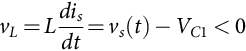 v_L = L di_s/dt = v_s(t) − V_C1 < 0